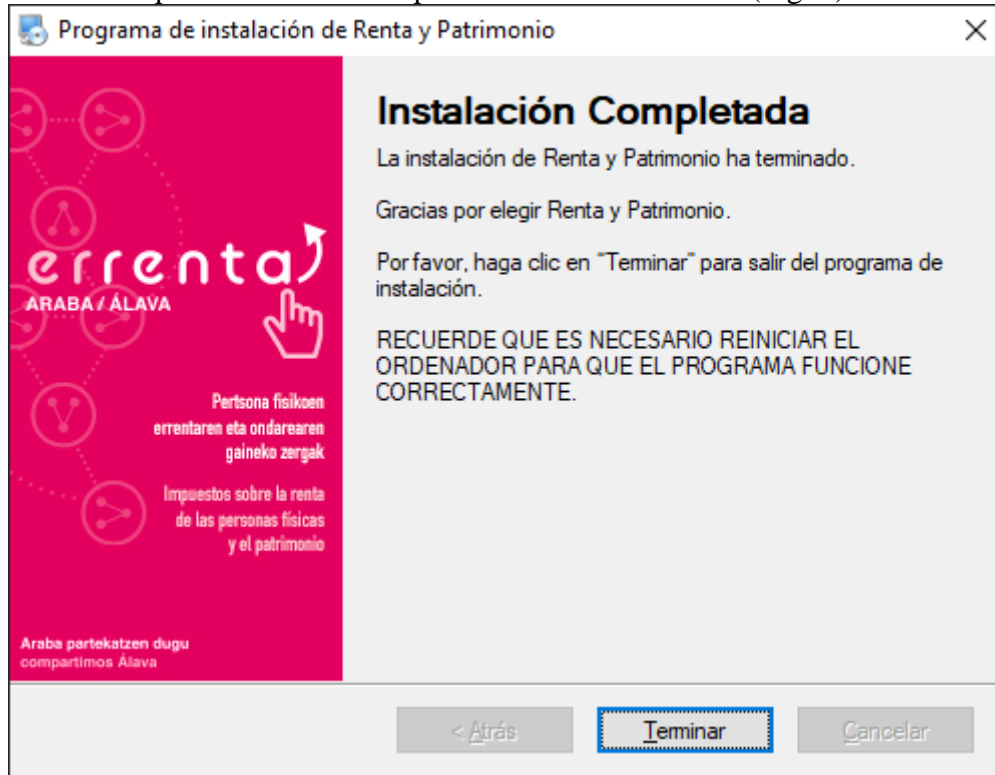 Programa de instalación de Renta y Patrimonio
errenta
ARABA / ÁLAVA
Pertsona fisikoen
errentaren eta ondarearen
gaineko zergak
Impuestos sobre la renta
de las personas físicas
y el patrimonio
Araba partekatzen dugu
compartimos Álava
Instalación Completada
La instalación de Renta y Patrimonio ha terminado.
Gracias por elegir Renta y Patrimonio.
Por favor, haga clic en "Terminar" para salir del programa de
instalación.
RECUERDE QUE ES NECESARIO REINICIAR EL
ORDENADOR PARA QUE EL PROGRAMA FUNCIONE
CORRECTAMENTE.
< Atrás
Terminar
Cancelar